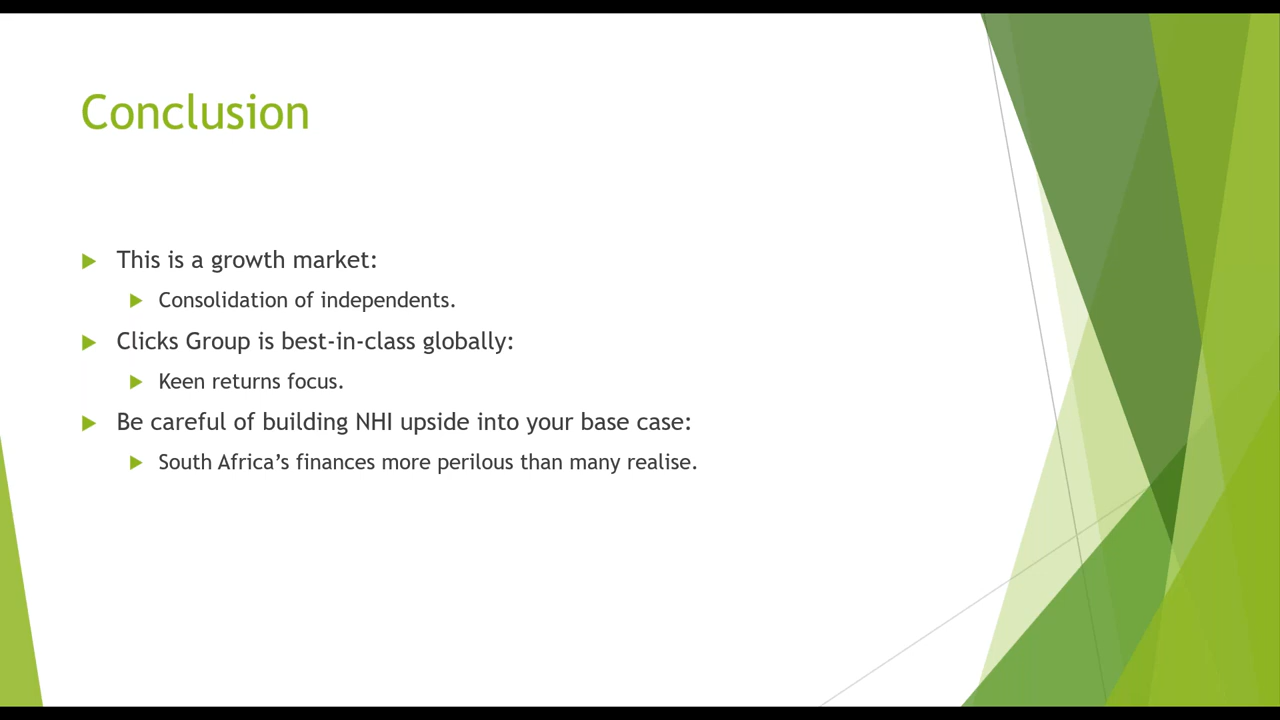 Conclusion
This is a growth market:
Consolidation of independents.
Clicks Group is best-in-class globally:
Keen returns focus.
Be careful of building NHI upside into your base case:
South Africa’s finances more perilous than many realise.